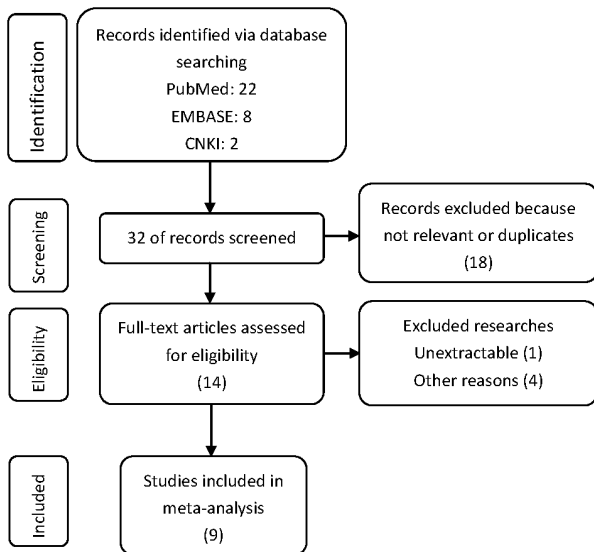 Identification
Records identified via database
searching
PubMed: 22
EMBASE: 8
CNKI: 2
Screening
32 of records screened
Records excluded because
not relevant or duplicates
(18)
Eligibility
Full-text articles assessed
for eligibility
(14)
Excluded researches
Unextractable (1)
Other reasons (4)
Included
Studies included in
meta-analysis
(9)